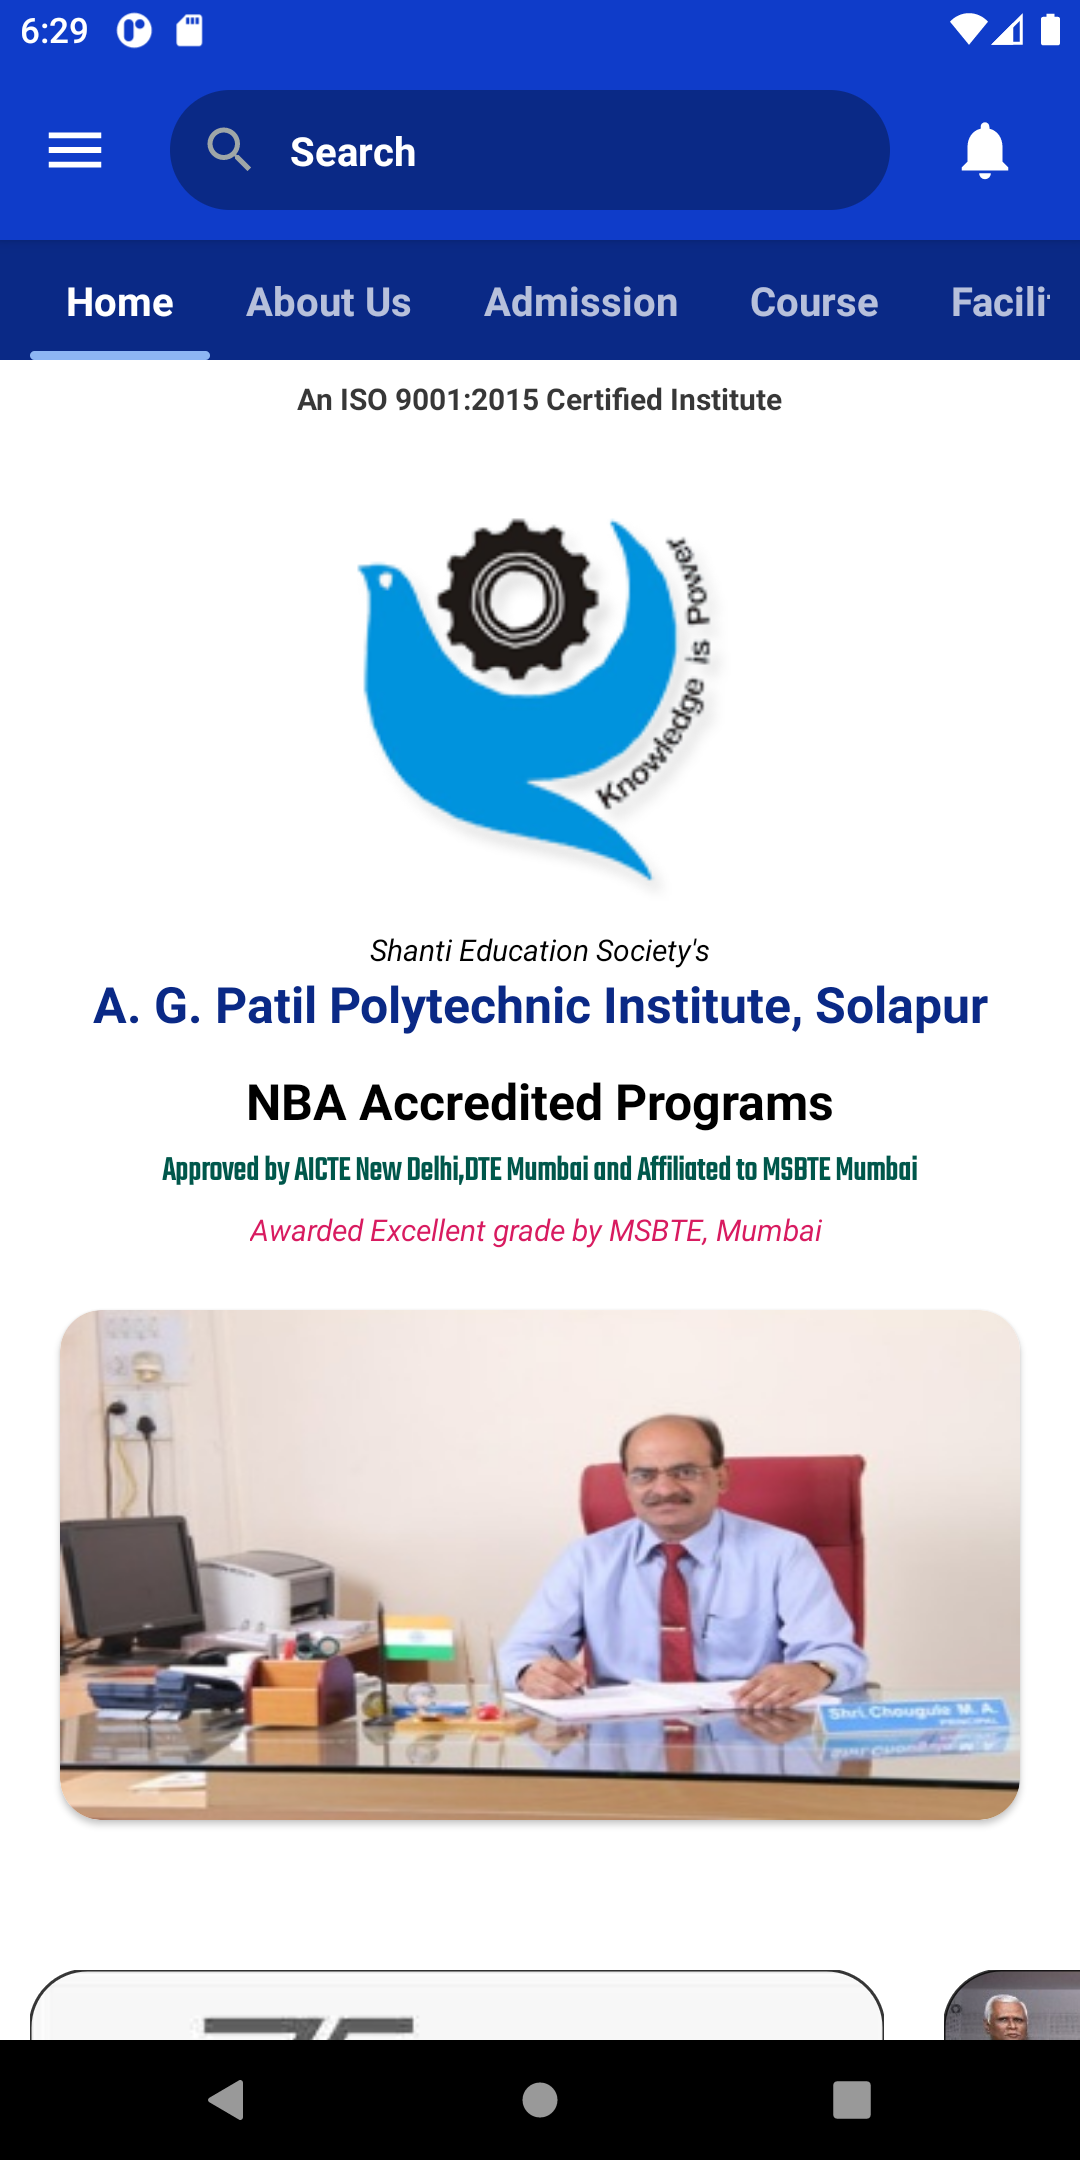 6:29
Search
Home About Us Admission Course Facili
An ISO 9001:2015 Certified Institute
Knowledge is Power
Shanti Education Society's
A. G. Patil Polytechnic Institute, Solapur
NBA Accredited Programs
Approved by AICTE New Delhi,DTE Mumbai and Affiliated to MSBTE Mumbai
Awarded Excellent grade by MSBTE, Mumbai
Shri. Chougule M. A.
PRINCIPAL